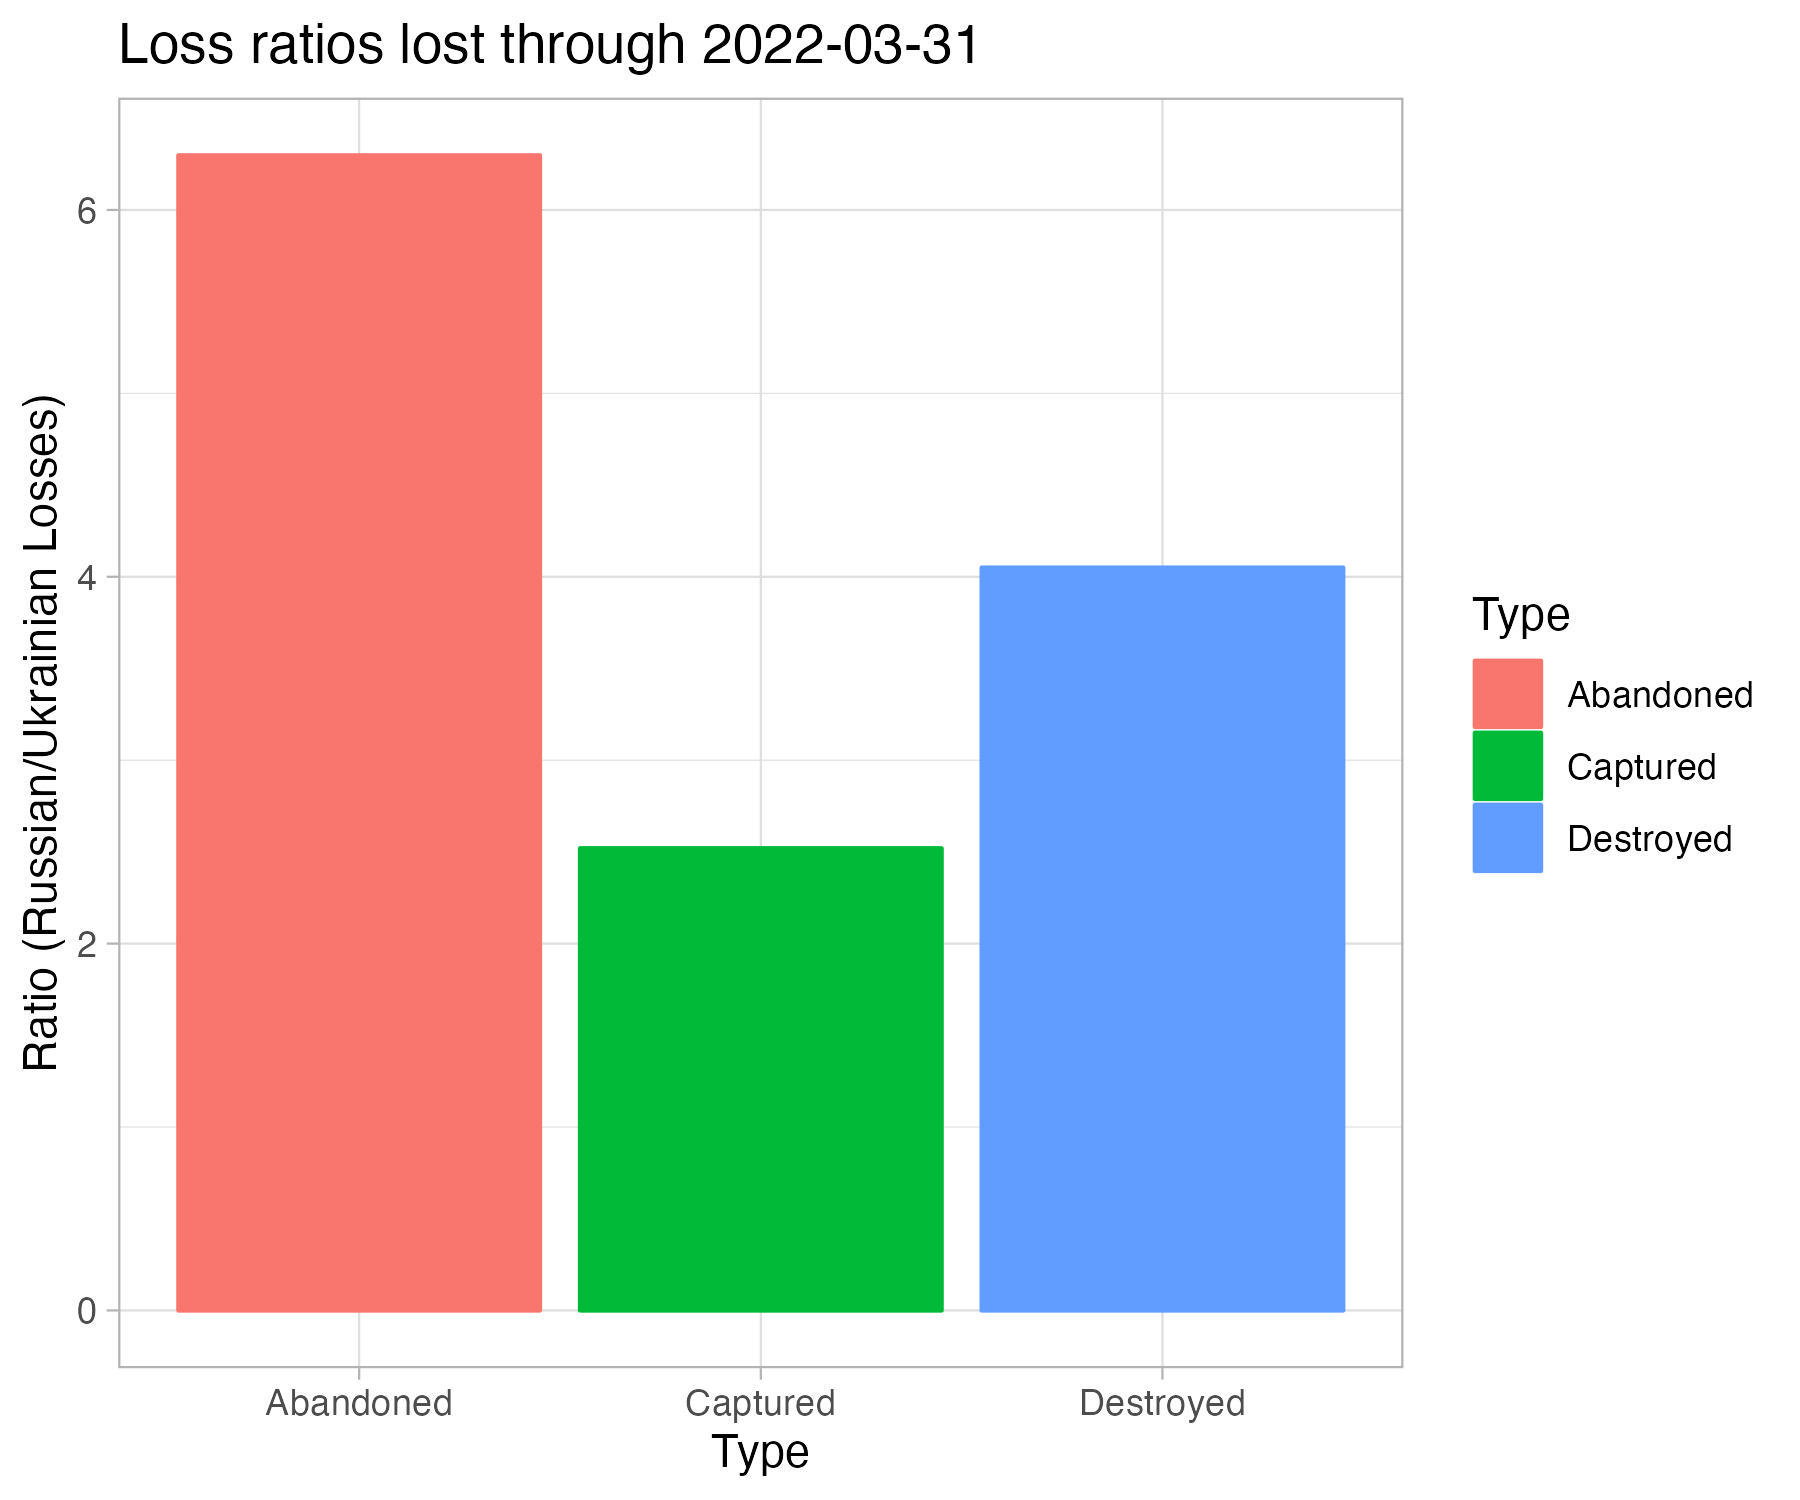 Loss ratios lost through 2022-03-31
Ratio (Russian/Ukrainian Losses)
6
4
2
0
Abandoned
Captured
Destroyed
Type
Type
Abandoned
Captured
Destroyed